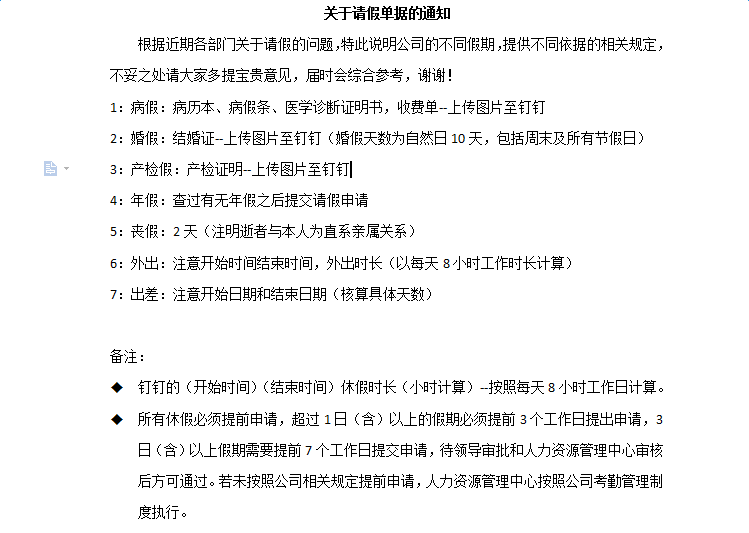 关于请假单据的通知
根据近期各部门关于请假的问题，特此说明公司的不同假期，提供不同依据的相关规定，
不妥之处请大家多提宝贵意见，届时会综合参考，谢谢！
1：病假：病历本、病假条、医学诊断证明书，收费单--上传图片至钉钉
2：婚假：结婚证--上传图片至钉钉（婚假天数为自然日 10 天，包括周末及所有节假日）
3：产检假：产检证明--上传图片至钉钉
4：年假：查过有无年假之后提交请假申请
5：丧假：2 天（注明逝者与本人为直系亲属关系）
6：外出：注意开始时间结束时间，外出时长（以每天 8 小时工作时长计算）
7：出差：注意开始日期和结束日期（核算具体天数）
备注：
◆ 钉钉的（开始时间）（结束时间）休假时长（小时计算）--按照每天 8 小时工作日计算。
◆ 所有休假必须提前申请，超过 1 日（含）以上的假期必须提前 3 个工作日提出申请，3
日（含）以上假期需要提前 7 个工作日提交申请，待领导审批和人力资源管理中心审核
后方可通过。若未按照公司相关规定提前申请，人力资源管理中心按照公司考勤管理制
度执行。